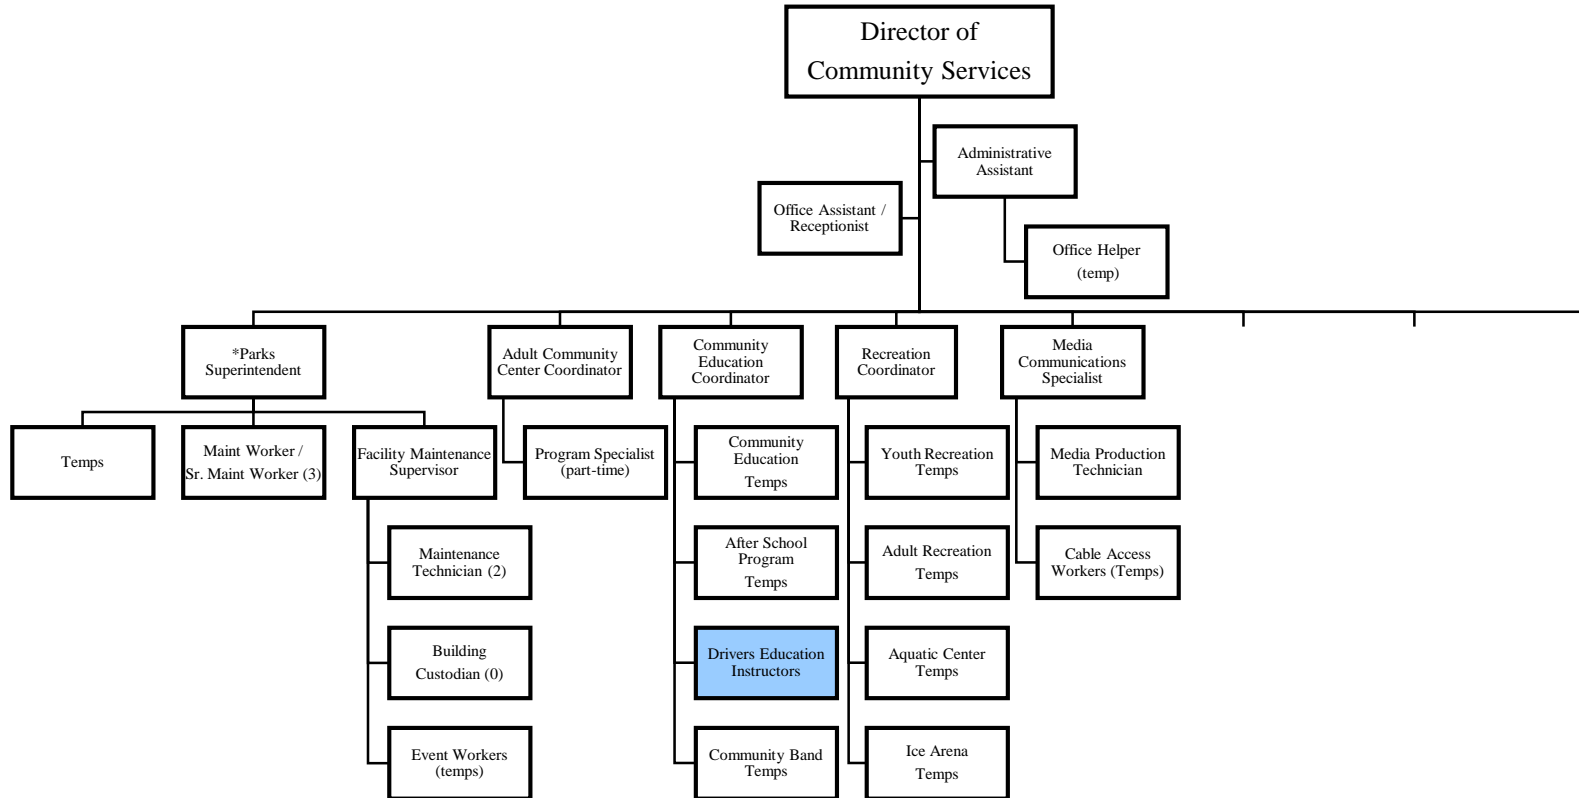 Director of
Community Services
Administrative
Assistant
Office Assistant /
Receptionist
Office Helper
(temp)
*Parks
Superintendent
Adult Community
Center Coordinator
Community
Education
Coordinator
Recreation
Coordinator
Media
Communications
Specialist
Temps
Maint Worker /
Sr. Maint Worker (3)
Facility Maintenance
Supervisor
Program Specialist
(part-time)
Community
Education
Temps
Youth Recreation
Temps
Media Production
Technician
Maintenance
Technician (2)
After School
Program
Temps
Adult Recreation
Temps
Cable Access
Workers (Temps)
Building
Custodian (0)
Drivers Education
Instructors
Aquatic Center
Temps
Event Workers
(temps)
Community Band
Temps
Ice Arena
Temps